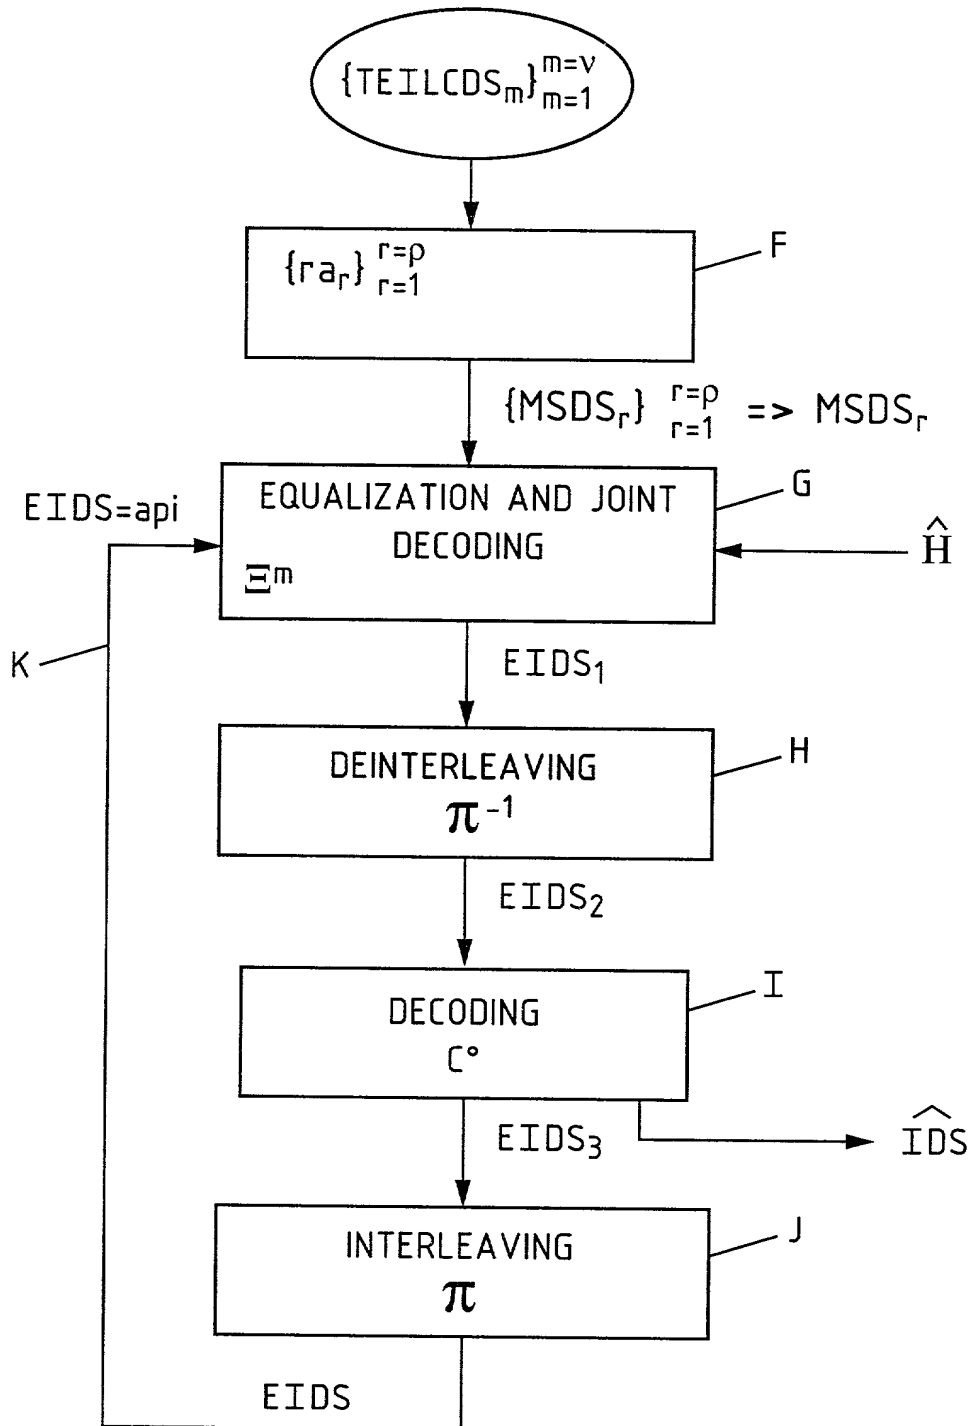 {TEILCDSₘ} m=ν m=1
{raᵣ} r=ρ r=1
F
{MSDSᵣ} r=ρ r=1 => MSDSᵣ
EIDS=api
EQUALIZATION AND JOINT
DECODING
Ξᵐ
G
Ĥ
K
EIDS₁
DEINTERLEAVING
π⁻¹
H
EIDS₂
DECODING
C°
I
EIDS₃
I͡DS
INTERLEAVING
π
J
EIDS